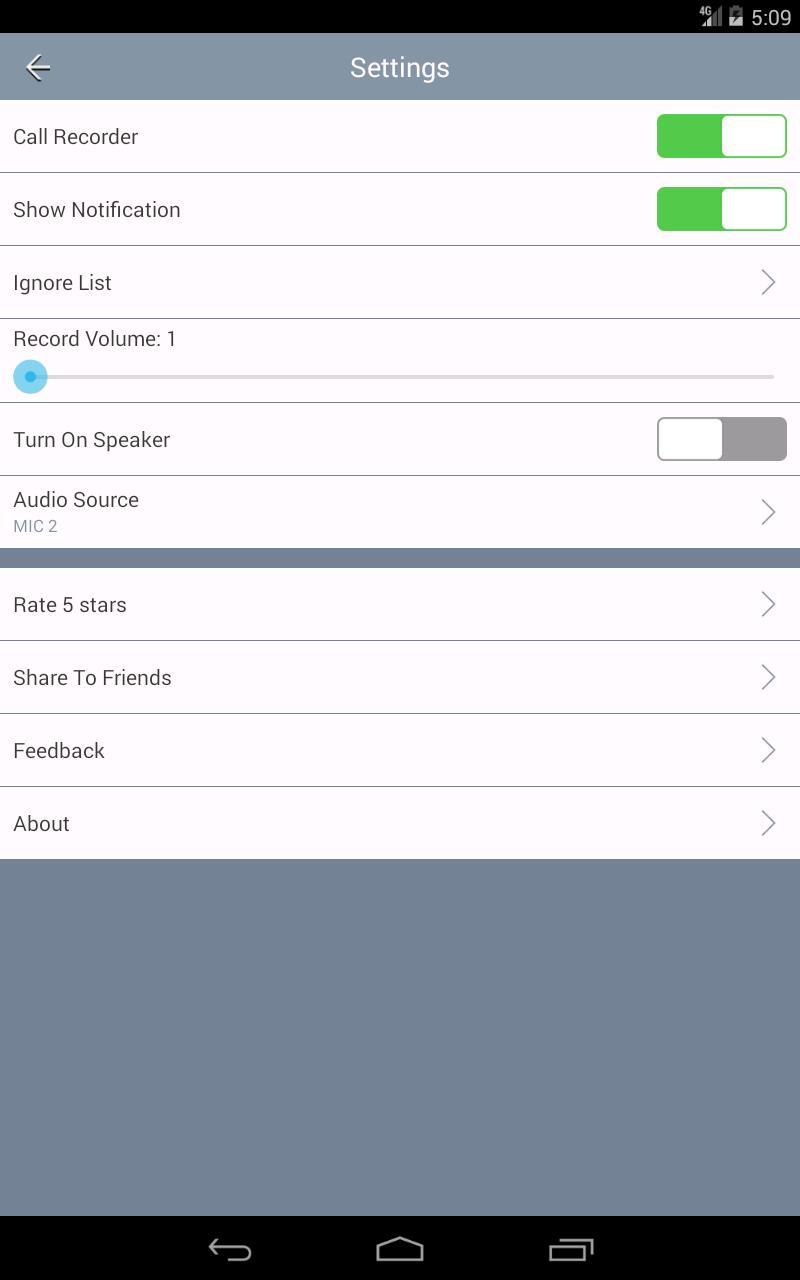 4G 5:09
Settings
Call Recorder
Show Notification
Ignore List
Record Volume: 1
Turn On Speaker
Audio Source
MIC 2
Rate 5 stars
Share To Friends
Feedback
About